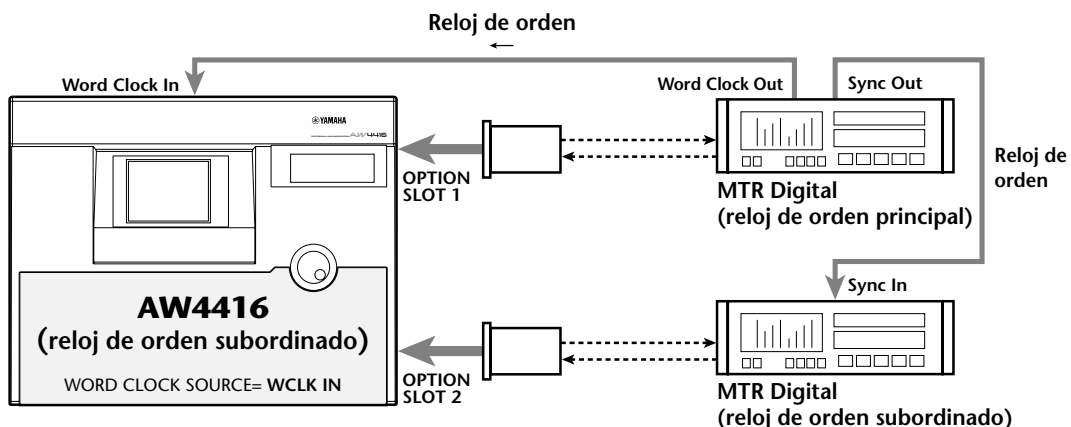 Reloj de orden
←
Word Clock In
Word Clock Out
Sync Out
YAMAHA
AW4416
OPTION
SLOT 1
MTR Digital
(reloj de orden principal)
Reloj de
orden
Sync In
AW4416
(reloj de orden subordinado)
WORD CLOCK SOURCE= WCLK IN
OPTION
SLOT 2
MTR Digital
(reloj de orden subordinado)